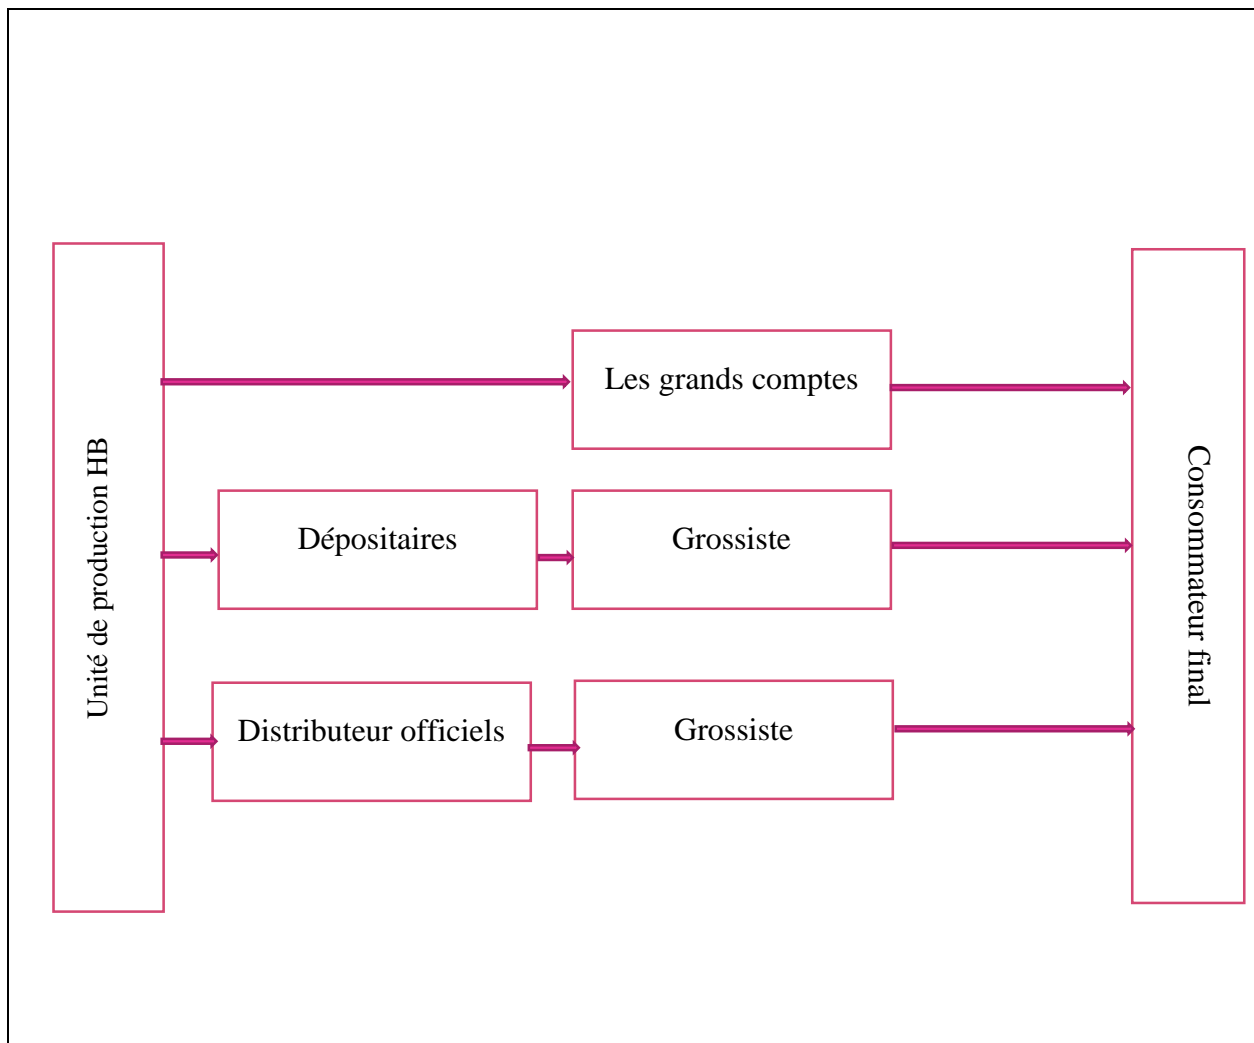 Unité de production HB
Les grands comptes
Dépositaires
Grossiste
Distributeur officiels
Grossiste
Consommateur final